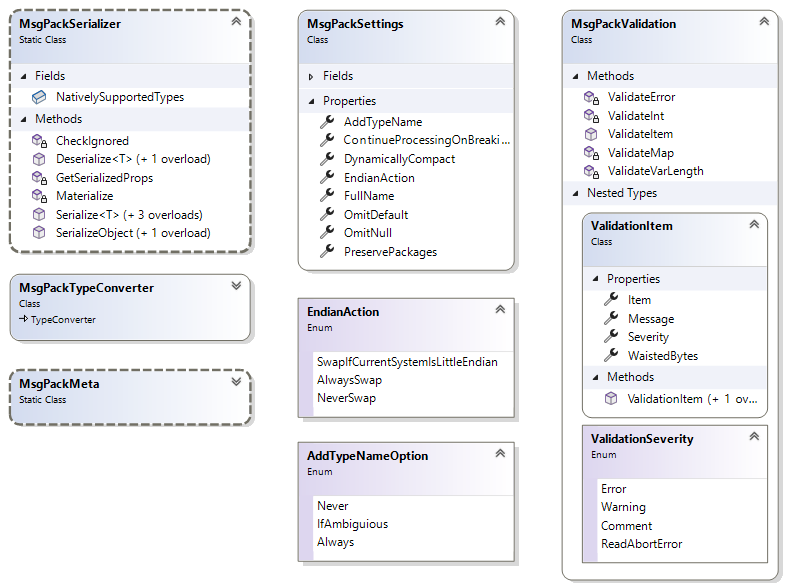 MsgPackSerializer
Static Class
Fields
NativelySupportedTypes
Methods
CheckIgnored
Deserialize<T> (+ 1 overload)
GetSerializedProps
Materialize
Serialize<T> (+ 3 overloads)
SerializeObject (+ 1 overload)
MsgPackTypeConverter
Class
TypeConverter
MsgPackMeta
Static Class
MsgPackSettings
Class
Fields
Properties
AddTypeName
ContinueProcessingOnBreaki...
DynamicallyCompact
EndianAction
FullName
OmitDefault
OmitNull
PreservePackages
EndianAction
Enum
SwapIfCurrentSystemIsLittleEndian
AlwaysSwap
NeverSwap
AddTypeNameOption
Enum
Never
IfAmbiguious
Always
MsgPackValidation
Class
Methods
ValidateError
ValidateInt
ValidateItem
ValidateMap
ValidateVarLength
Nested Types
ValidationItem
Class
Properties
Item
Message
Severity
WaistedBytes
Methods
ValidationItem (+ 1 ov...
ValidationSeverity
Enum
Error
Warning
Comment
ReadAbortError